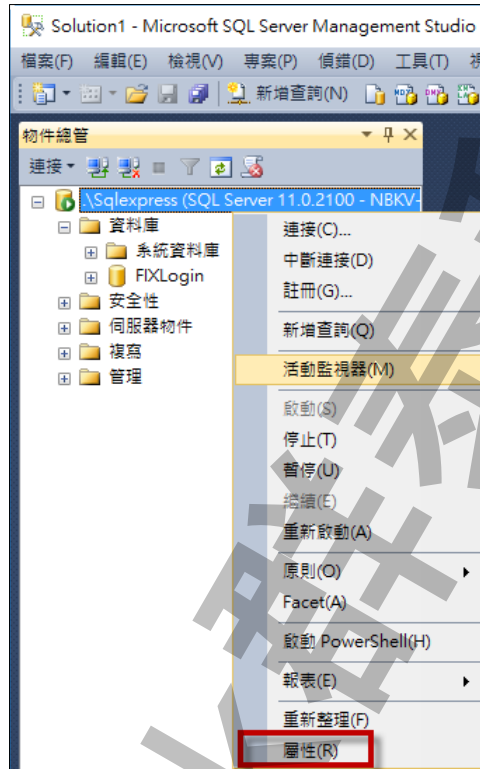 Solution1 - Microsoft SQL Server Management Studio
檔案(F) 編輯(E) 檢視(V) 專案(P) 偵錯(D) 工具(T)
新增查詢(N)
物件總管
連接
.\Sqlexpress (SQL Server 11.0.2100 - NBKV-
資料庫
系統資料庫
FIXLogin
安全性
伺服器物件
複寫
管理
連接(C)...
中斷連接(D)
註冊(G)...
新增查詢(Q)
活動監視器(M)
啟動(S)
停止(T)
暫停(U)
繼續(E)
重新啟動(A)
原則(O)
Facet(A)
啟動 PowerShell(H)
報表(E)
重新整理(F)
屬性(R)